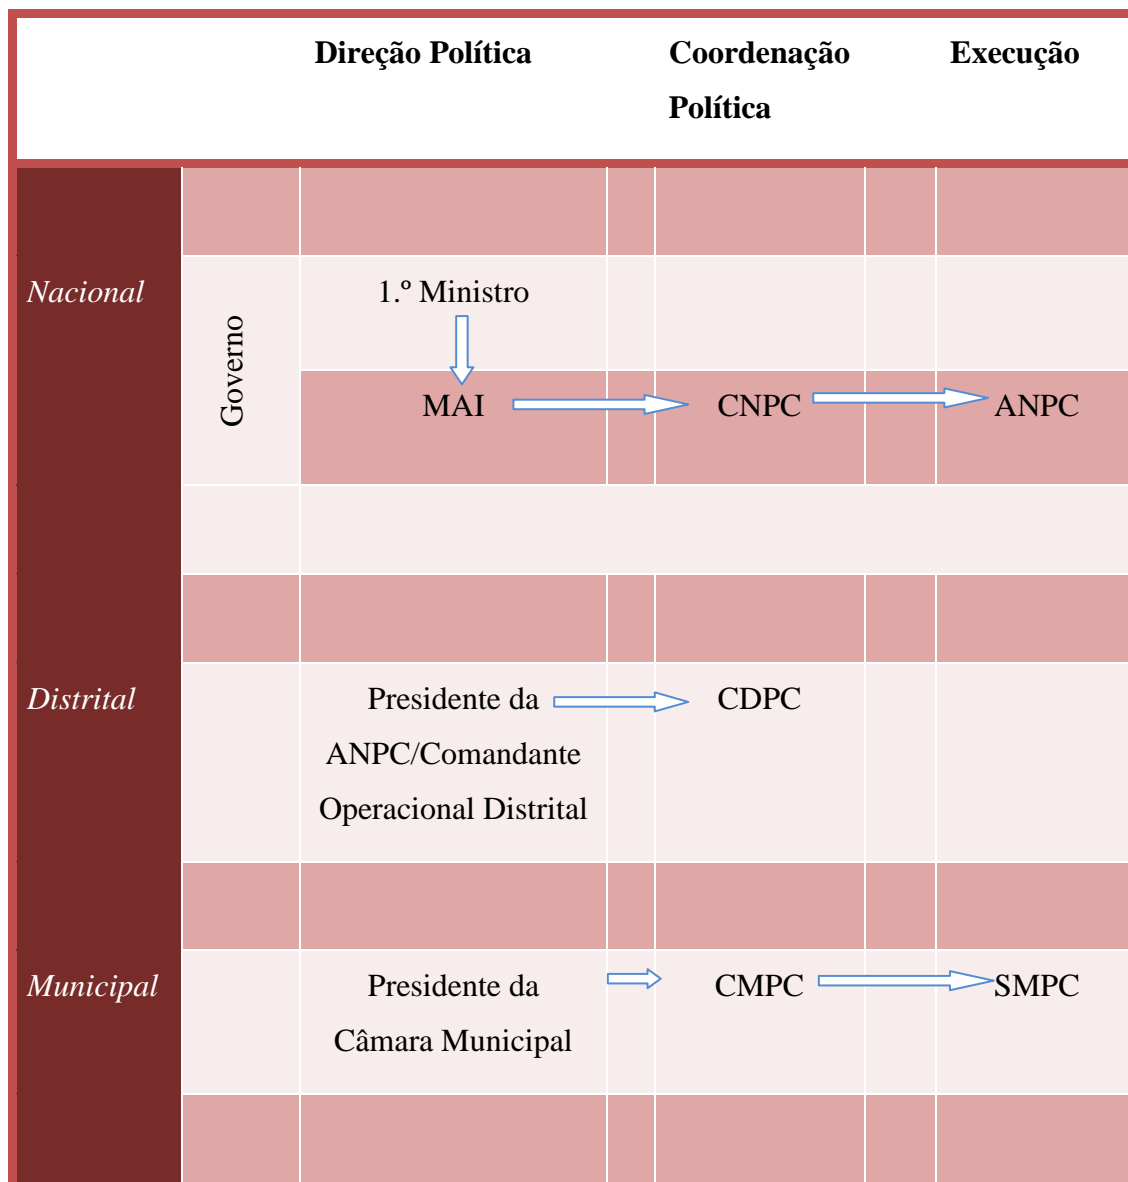 Direção Política
Coordenação
Política
Execução
Nacional
Governo
1.º Ministro
MAI
CNPC
ANPC
Distrital
Presidente da
ANPC/Comandante
Operacional Distrital
CDPC
Municipal
Presidente da
Câmara Municipal
CMPC
SMPC